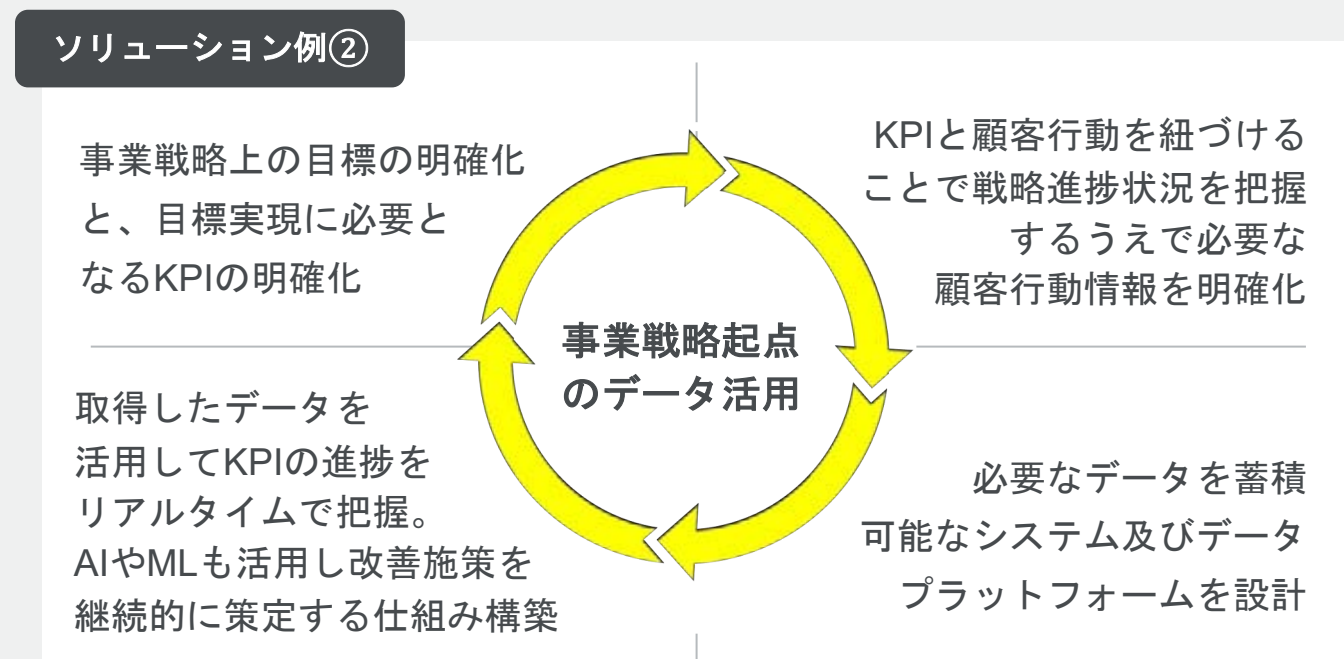 ソリューション例②
事業戦略上の目標の明確化
と、目標実現に必要と
なるKPIの明確化
KPIと顧客行動を紐づける
ことで戦略進捗状況を把握
するうえで必要な
顧客行動情報を明確化
事業戦略起点
のデータ活用
取得したデータを
活用してKPIの進捗を
リアルタイムで把握。
AIやMLも活用し改善施策を
継続的に策定する仕組み構築
必要なデータを蓄積
可能なシステム及びデータ
プラットフォームを設計